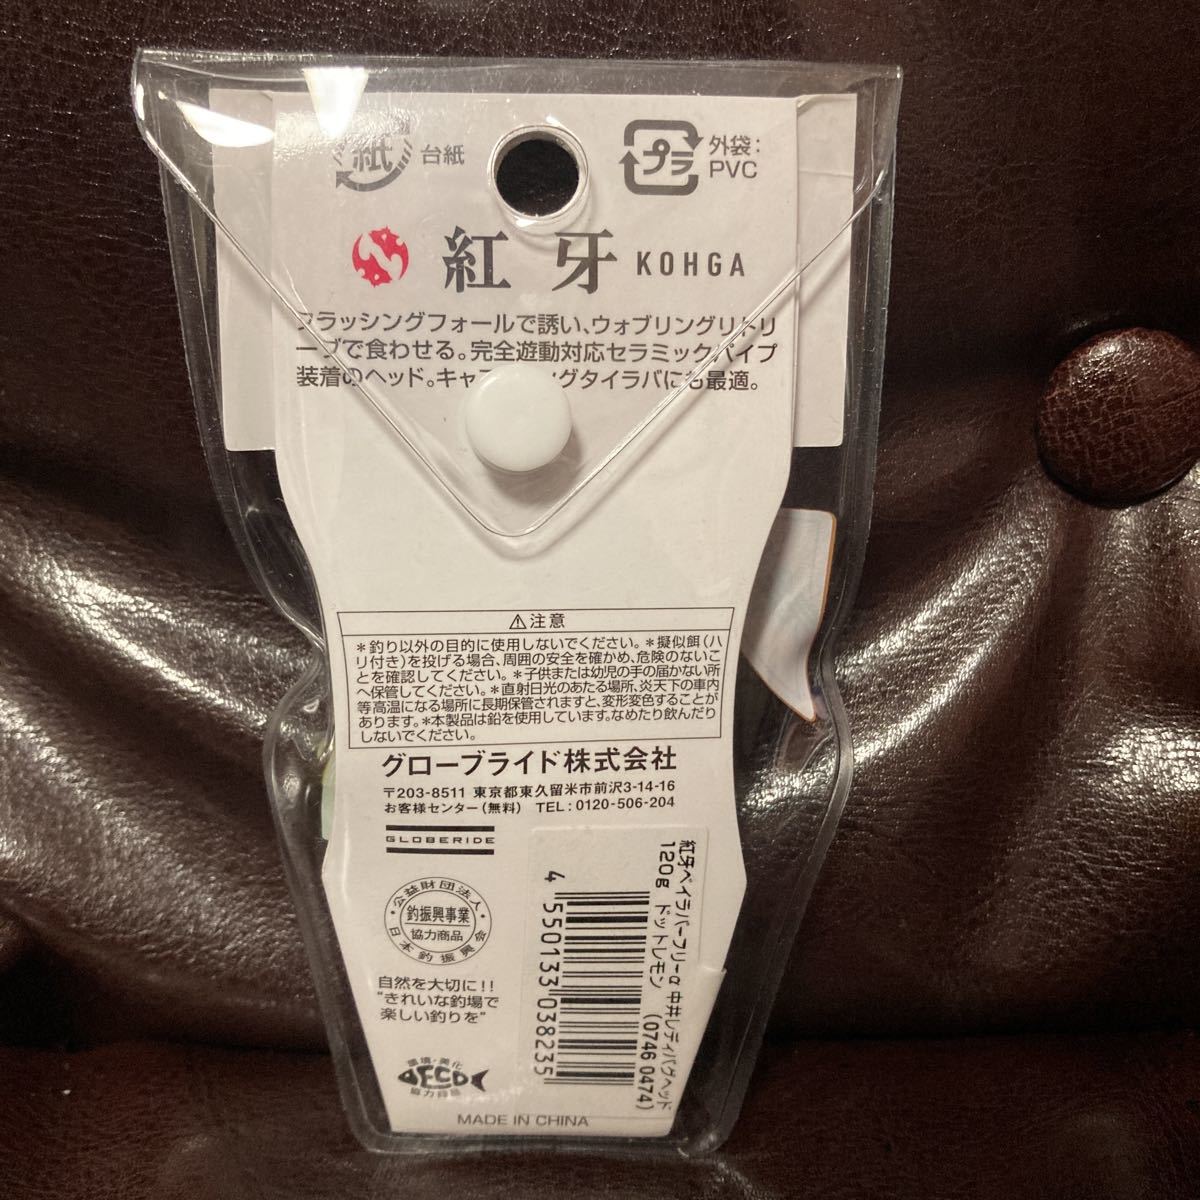 紙 台紙
プラ 外袋:
PVC
紅牙 KOHGA
フラッシングフォールで誘い、ウォブリングリトリ
ーブで食わせる。完全遊動対応セラミックパイプ
装着のヘッド。キャスティングタイラバにも最適。
⚠注意
*釣り以外の目的に使用しないでください。*擬似餌(ハ
リ付き)を投げる場合、周囲の安全を確かめ、危険のないこ
とを確認してください。*子供または幼児の手の届かない所
へ保管してください。*直射日光のあたる場所、炎天下の車内
等高温になる場所に長期保管されますと、変形変色することが
あります。*本製品は鉛を使用しています。なめたり飲んだり
しないでください。
グローブライド株式会社
〒203-8511 東京都東久留米市前沢3-14-16
お客様センター(無料) TEL:0120-506-204
GLOBERIDE
公益財団法人
釣振興事業
協力商品
日本釣振興会
自然を大切に!!
"きれいな釣場で
楽しい釣りを"
環境・美化
ECO
協力商品
MADE IN CHINA
紅牙ベイラバーフリーα 中井レディバグヘッド
120g ドットレモン (0746 0474)
4 550133 038235